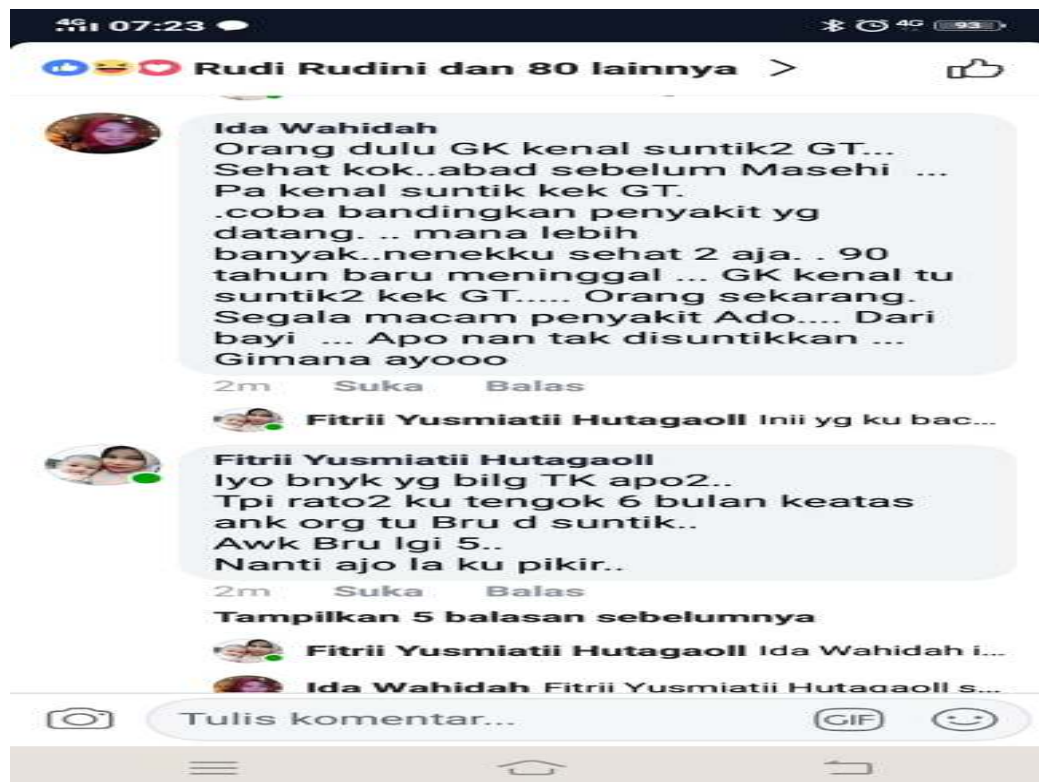 4G 07:23 4G 93
Rudi Rudini dan 80 lainnya >
Ida Wahidah
Orang dulu GK kenal suntik2 GT...
Sehat kok..abad sebelum Masehi ...
Pa kenal suntik kek GT.
.coba bandingkan penyakit yg
datang. .. mana lebih
banyak..nenekku sehat 2 aja. . 90
tahun baru meninggal ... GK kenal tu
suntik2 kek GT..... Orang sekarang.
Segala macam penyakit Ado.... Dari
bayi ... Apo nan tak disuntikkan ...
Gimana ayooo
2m Suka Balas
Fitrii Yusmiatii Hutagaoll Inii yg ku bac...
Fitrii Yusmiatii Hutagaoll
Iyo bnyk yg bilg TK apo2..
Tpi rato2 ku tengok 6 bulan keatas
ank org tu Bru d suntik..
Awk Bru lgi 5..
Nanti ajo la ku pikir..
2m Suka Balas
Tampilkan 5 balasan sebelumnya
Fitrii Yusmiatii Hutagaoll Ida Wahidah i...
Ida Wahidah Fitrii Yusmiatii Hutagaoll s...
Tulis komentar...
GIF